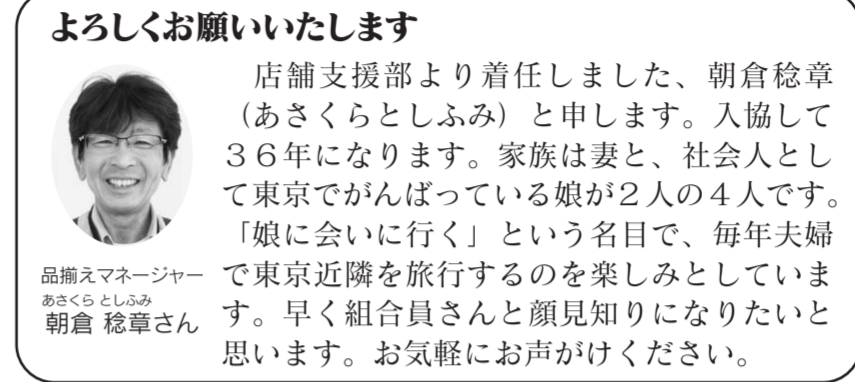 よろしくお願いいたします
店舗支援部より着任しました、朝倉稔章
(あさくらとしふみ)と申します。入協して
36年になります。家族は妻と、社会人とし
て東京でがんばっている娘が2人の4人です。
「娘に会いに行く」という名目で、毎年夫婦
で東京近隣を旅行するのを楽しみとしていま
す。早く組合員さんと顔見知りになりたいと
思います。お気軽にお声がけください。
品揃えマネージャー
あさくら としふみ
朝倉 稔章さん